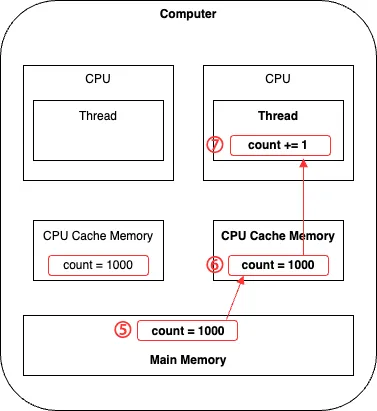 Computer
CPU
CPU
Thread
Thread
⑦ count += 1
CPU Cache Memory
CPU Cache Memory
count = 1000
⑥ count = 1000
⑤ count = 1000
Main Memory